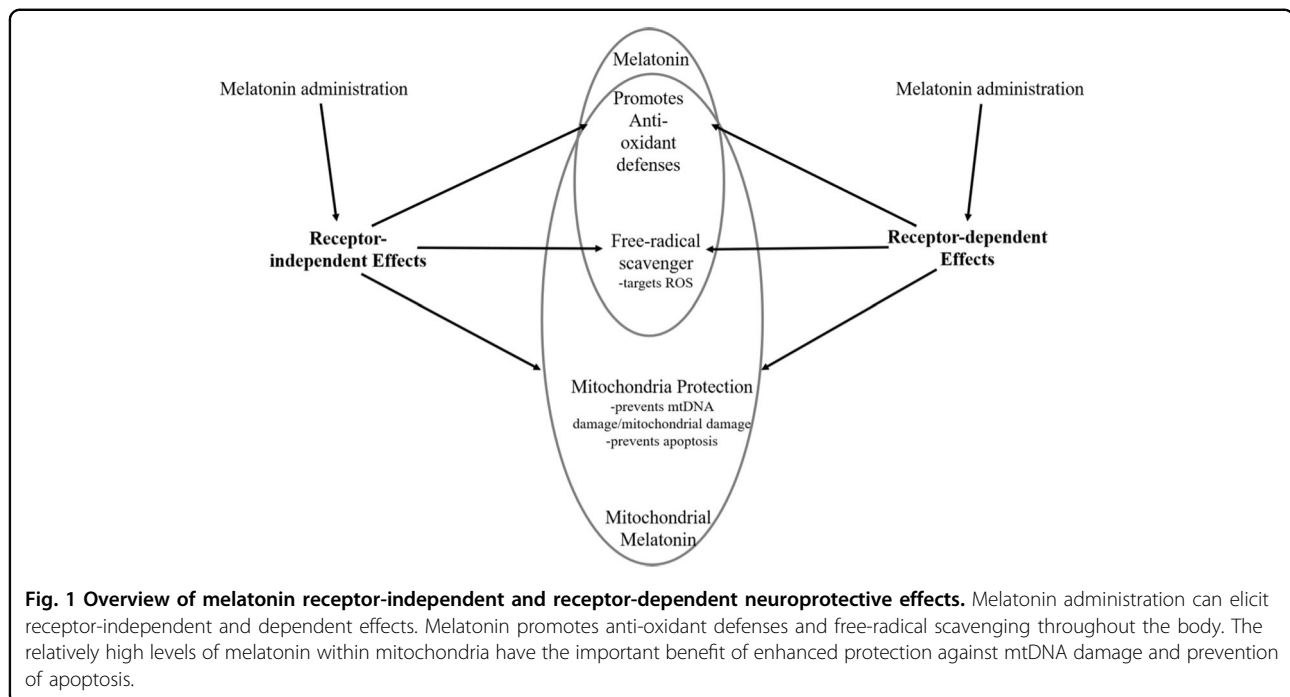 Melatonin
Melatonin administration
Melatonin administration
Promotes
Anti-
oxidant
defenses
Receptor-
independent Effects
Free-radical
scavenger
-targets ROS
Receptor-dependent
Effects
Mitochondria Protection
-prevents mtDNA
damage/mitochondrial damage
-prevents apoptosis
Mitochondrial
Melatonin
Fig. 1 Overview of melatonin receptor-independent and receptor-dependent neuroprotective effects. Melatonin administration can elicit
receptor-independent and dependent effects. Melatonin promotes anti-oxidant defenses and free-radical scavenging throughout the body. The
relatively high levels of melatonin within mitochondria have the important benefit of enhanced protection against mtDNA damage and prevention
of apoptosis.